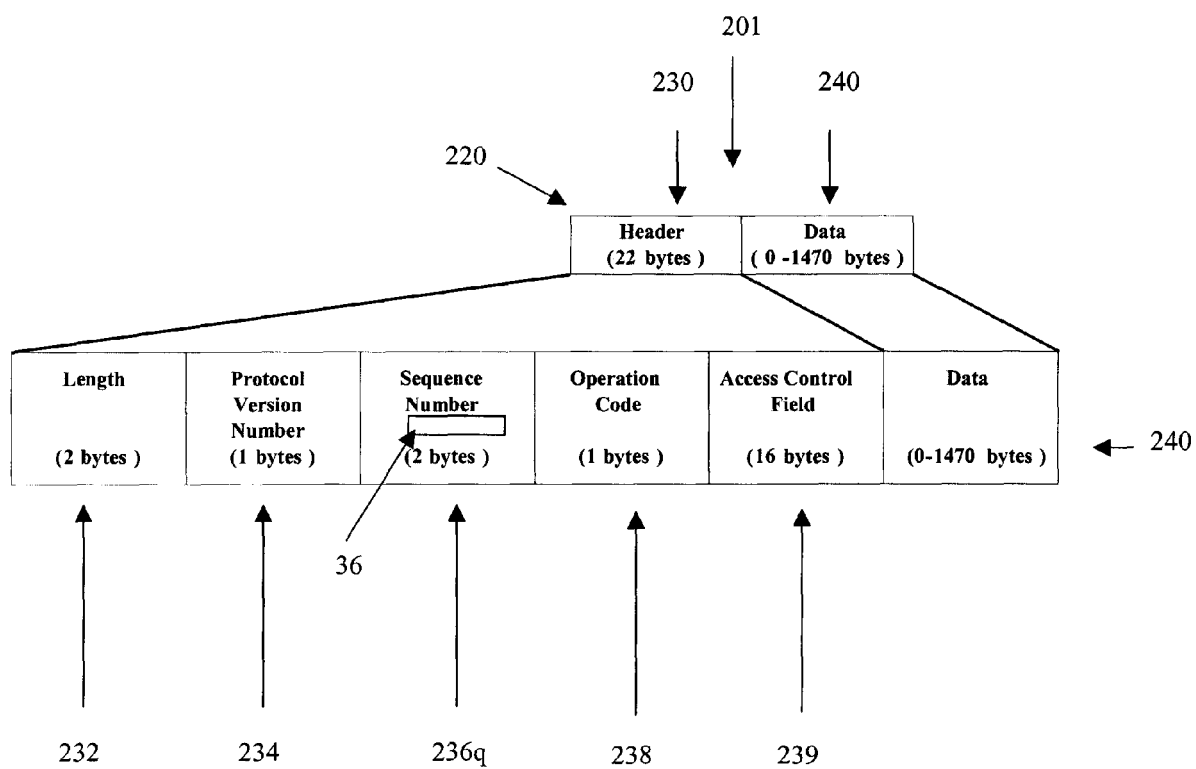 201
230
240
220
Header
Data
(22 bytes )
( 0 -1470 bytes )
Length
Protocol
Version
Number
(2 bytes )
(1 bytes )
Sequence
Number
(2 bytes )
Operation
Code
(1 bytes )
Access Control
Field
(16 bytes )
Data
(0-1470 bytes )
240
36
232
234
236q
238
239